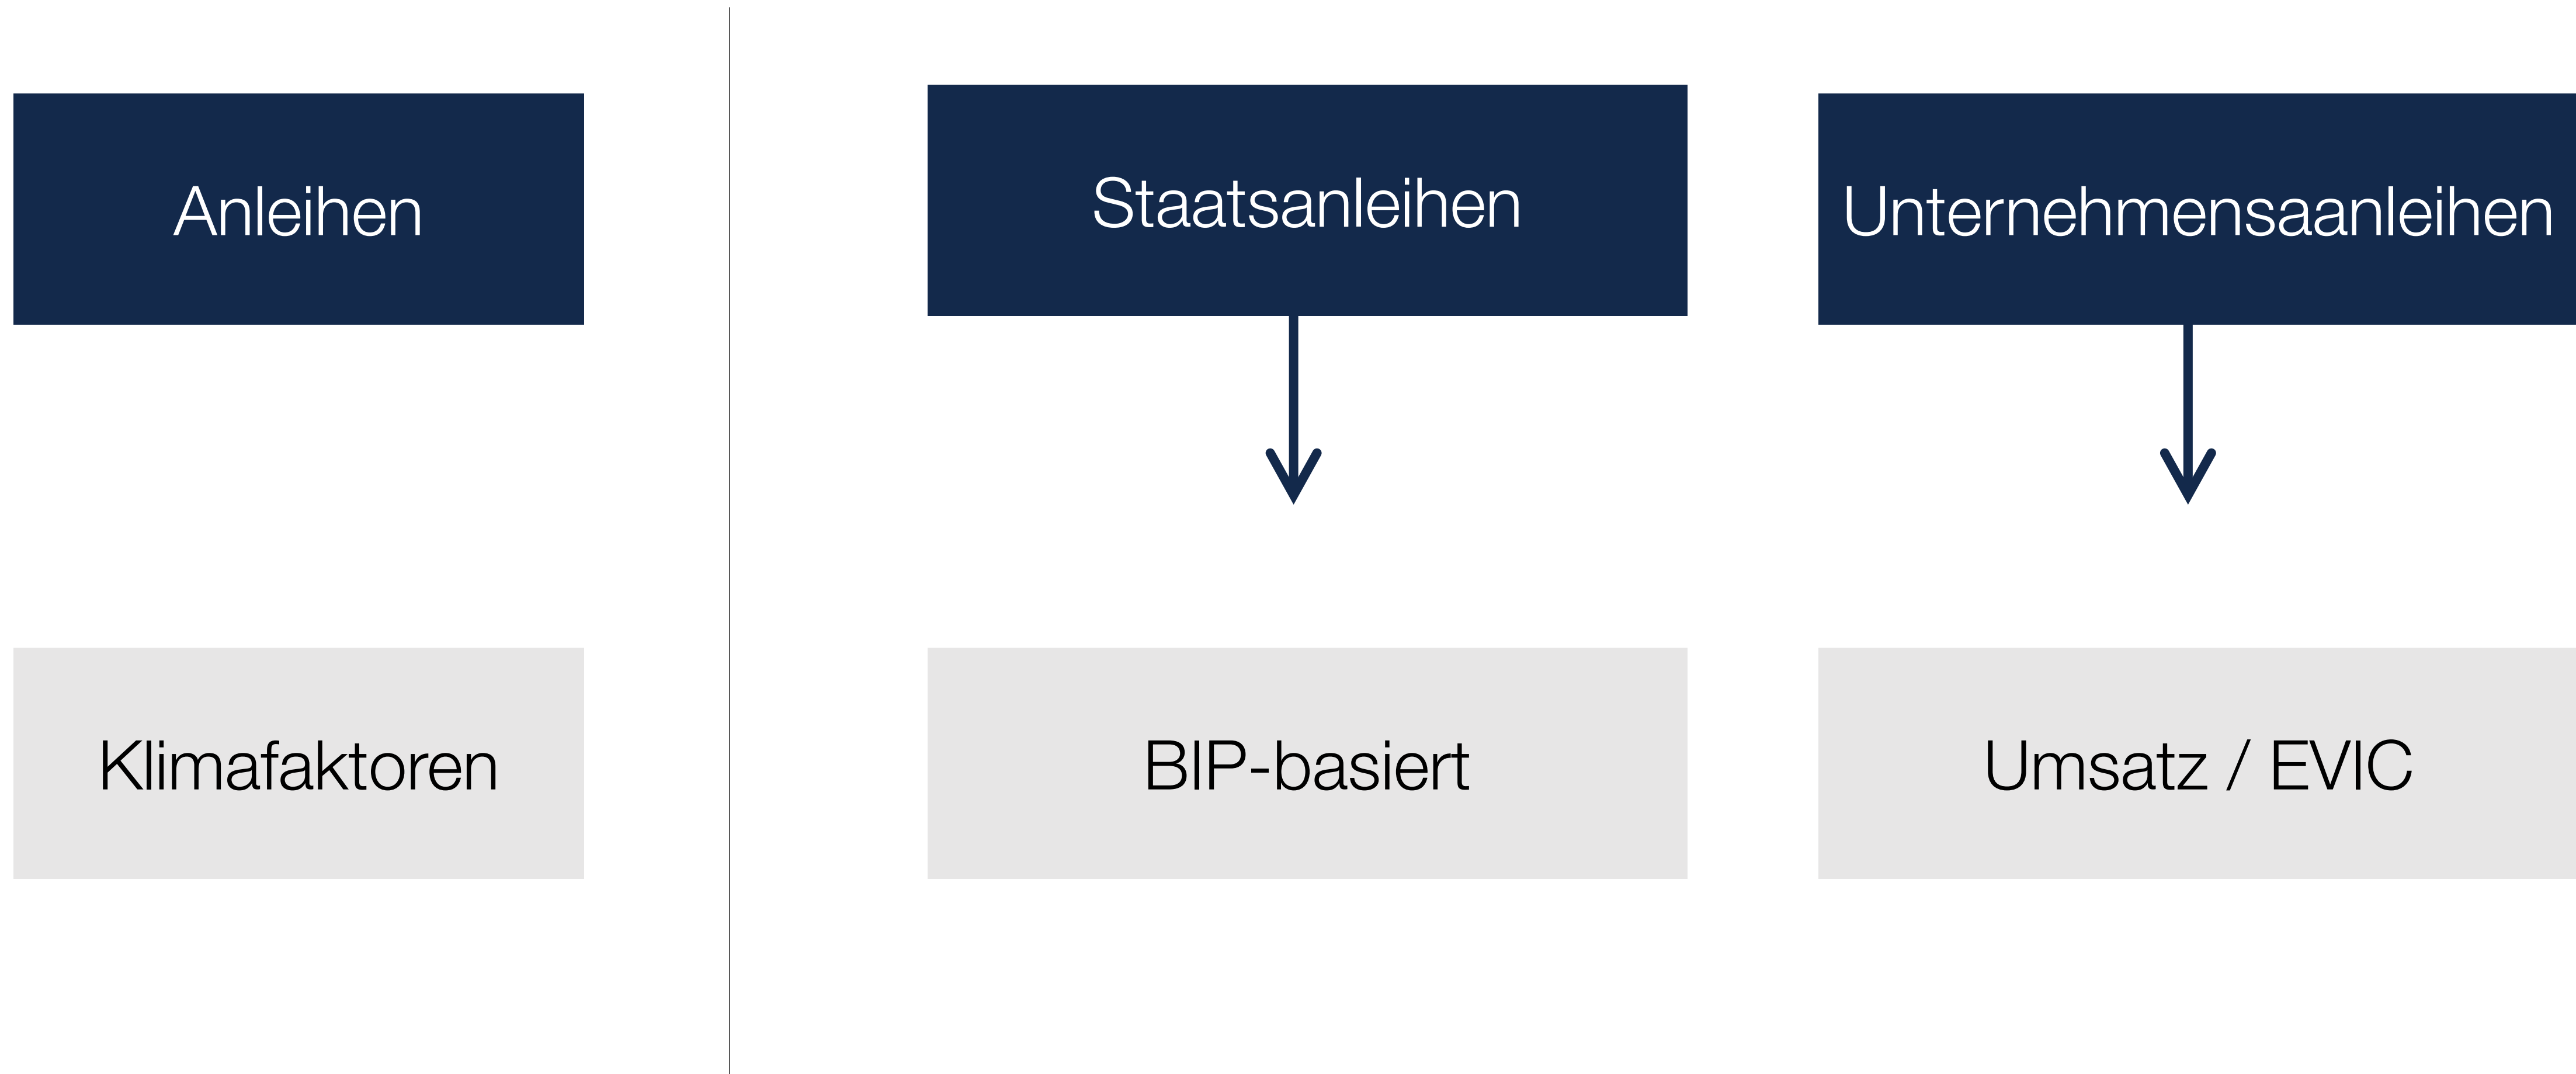 Anleihen
Staatsanleihen
Unternehmensaanleihen
Klimafaktoren
BIP-basiert
Umsatz / EVIC